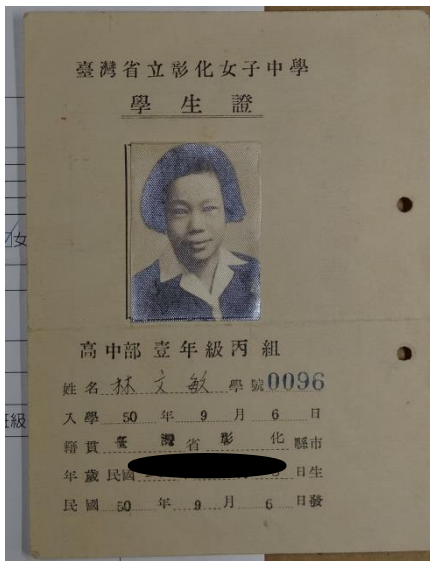 臺灣省立彰化女子中學
學生證
高中部壹年級丙組
姓名 林文敏 學號 0096
入學 50 年 9 月 6 日
籍貫 臺灣省彰化縣市
年歲民國 日生
民國 50 年 9 月 6 日發
女
級